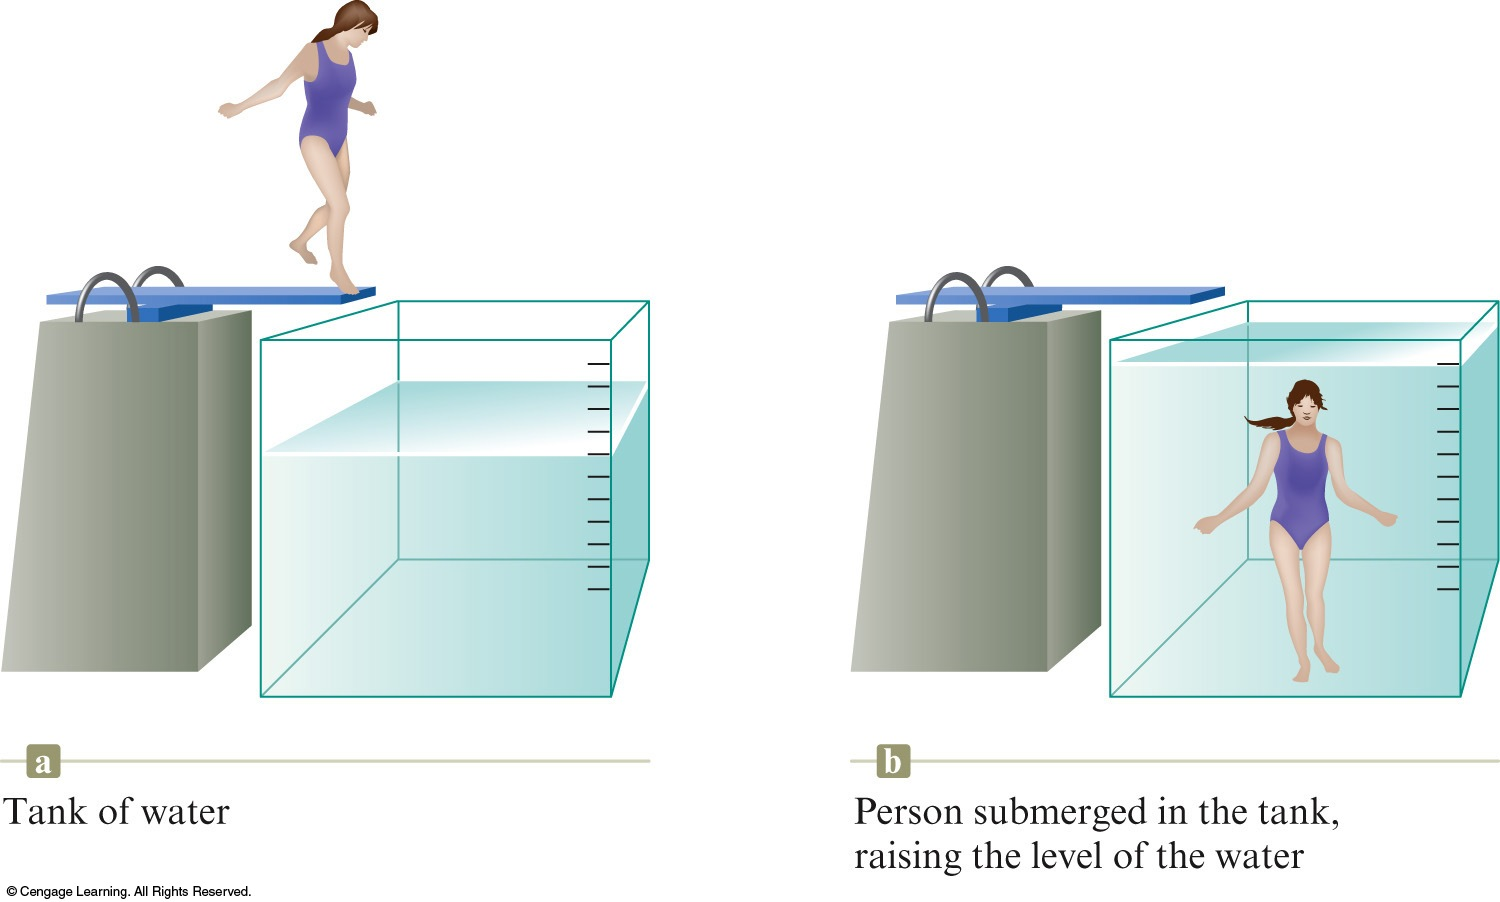 a
Tank of water
b
Person submerged in the tank,
raising the level of the water
© Cengage Learning. All Rights Reserved.